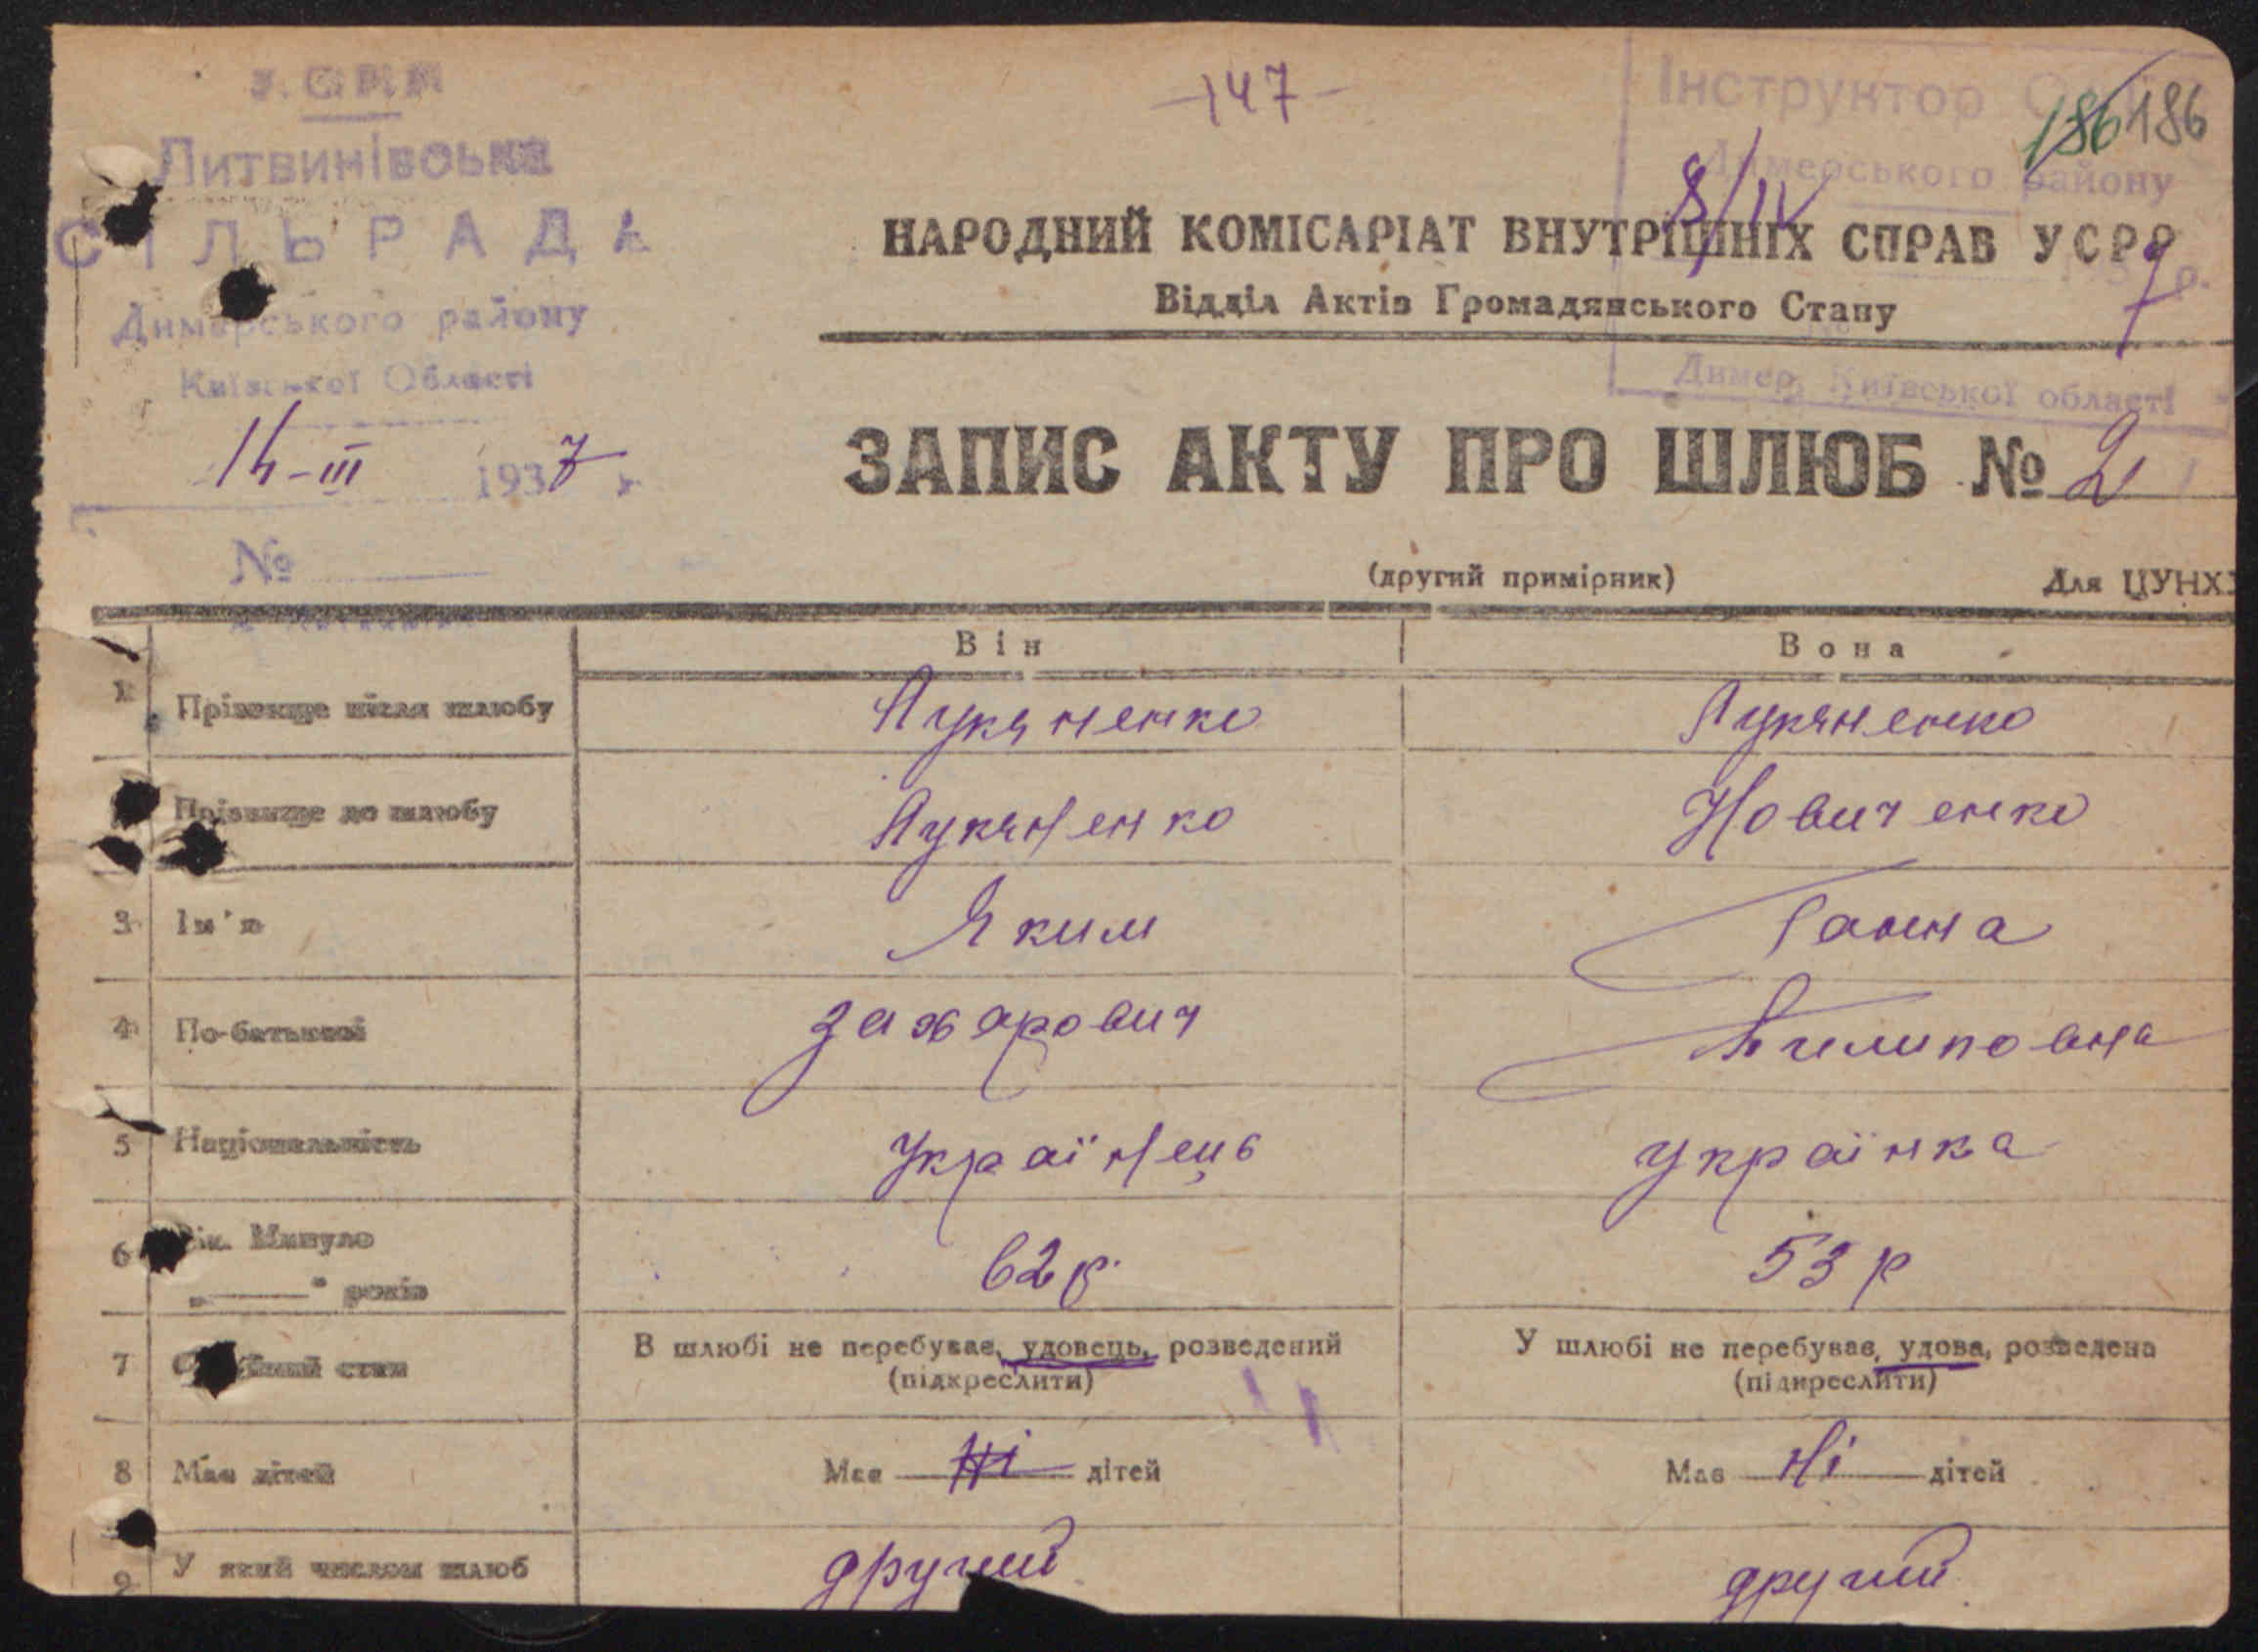 У.С.Р.Р.
Литвинівська
СІЛЬРАДА
Димерського району
Київської Області
14-III 1937 р.
№
-147-
Інструктор
Димерського району
8/IV 7 р.
Димер, Київської області
186 186
НАРОДНИЙ КОМІСАРІАТ ВНУТРІШНІХ СПРАВ УСРР
Відділ Актів Громадянського Стану
ЗАПИС АКТУ ПРО ШЛЮБ № 2
(другий примірник) Для ЦУНХ
Він Вона
1 Прізвище після шлюбу Лукяненко Лукяненко
Прізвище до шлюбу Лукяненко Новиченко
3 Ім'я Яким Ганна
4 По-батькові Захарович Пилиповна
5 Національність Українець Українка
6 Вік. Минуло 62 р. 53 р
„——" років
7 стан В шлюбі не перебуває, удовець, розведений У шлюбі не перебуває, удова, розведена
(підкреслити) (підкреслити)
8 Має дітей Має Ні дітей Має Ні дітей
9 У який числом шлюб другий другий